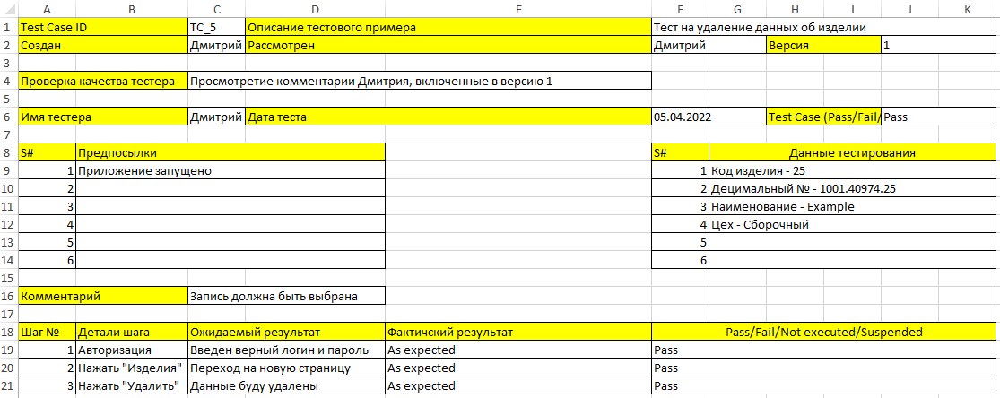 A B C D E F G H I J K
1 Test Case ID TC_5 Описание тестового примера Тест на удаление данных об изделии
2 Создан Дмитрий Рассмотрен Дмитрий Версия 1
3
4 Проверка качества тестера Просмотретие комментарии Дмитрия, включенные в версию 1
5
6 Имя тестера Дмитрий Дата теста 05.04.2022 Test Case (Pass/Fail/ Pass
7
8 S# Предпосылки S# Данные тестирования
9 1 Приложение запущено 1 Код изделия - 25
10 2 2 Децимальный № - 1001.40974.25
11 3 3 Наименование - Example
12 4 4 Цех - Сборочный
13 5 5
14 6 6
15
16 Комментарий Запись должна быть выбрана
17
18 Шаг № Детали шага Ожидаемый результат Фактичский результат Pass/Fail/Not executed/Suspended
19 1 Авторизация Введен верный логин и пароль As expected Pass
20 2 Нажать "Изделия" Переход на новую страницу As expected Pass
21 3 Нажать "Удалить" Данные буду удалены As expected Pass